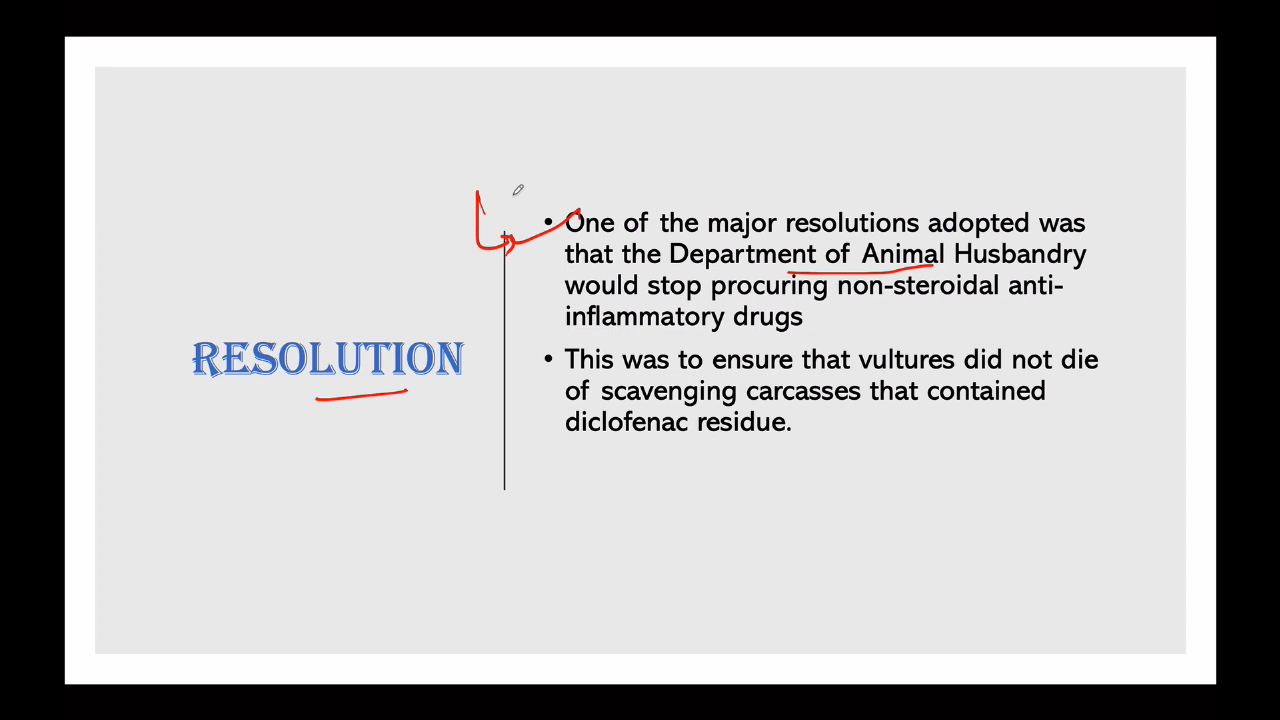 RESOLUTION
• One of the major resolutions adopted was
that the Department of Animal Husbandry
would stop procuring non-steroidal anti-
inflammatory drugs
• This was to ensure that vultures did not die
of scavenging carcasses that contained
diclofenac residue.